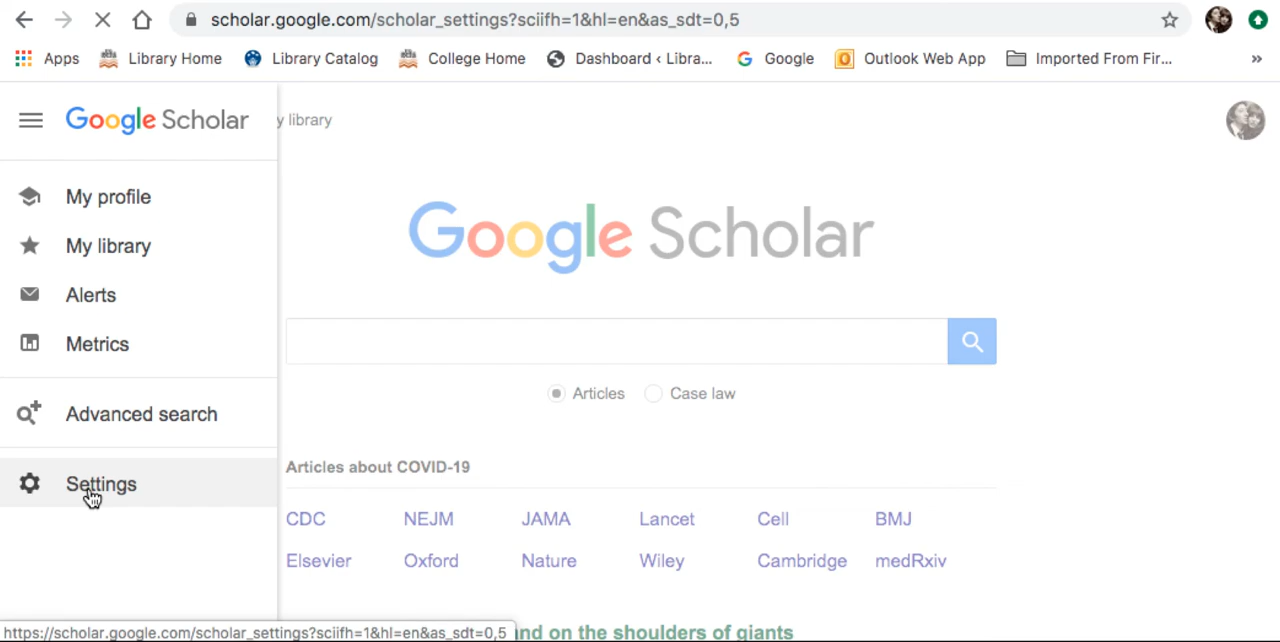 scholar.google.com/scholar_settings?sciifh=1&hl=en&as_sdt=0,5
Apps Library Home Library Catalog College Home Dashboard ‹ Libra... Google Outlook Web App Imported From Fir... »
Google Scholar y library
My profile
My library
Alerts
Metrics
Advanced search
Settings
Google Scholar
Articles Case law
Articles about COVID-19
CDC NEJM JAMA Lancet Cell BMJ
Elsevier Oxford Nature Wiley Cambridge medRxiv
https://scholar.google.com/scholar_settings?sciifh=1&hl=en&as_sdt=0,5 nd on the shoulders of giants